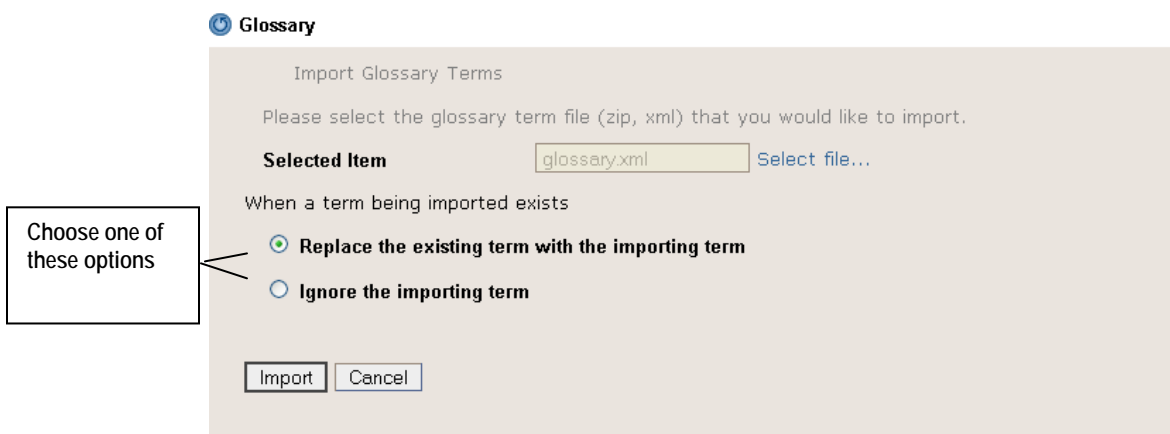 Glossary
Import Glossary Terms
Please select the glossary term file (zip, xml) that you would like to import.
Selected Item glossary.xml Select file...
When a term being imported exists
Choose one of
these options
Replace the existing term with the importing term
Ignore the importing term
Import Cancel